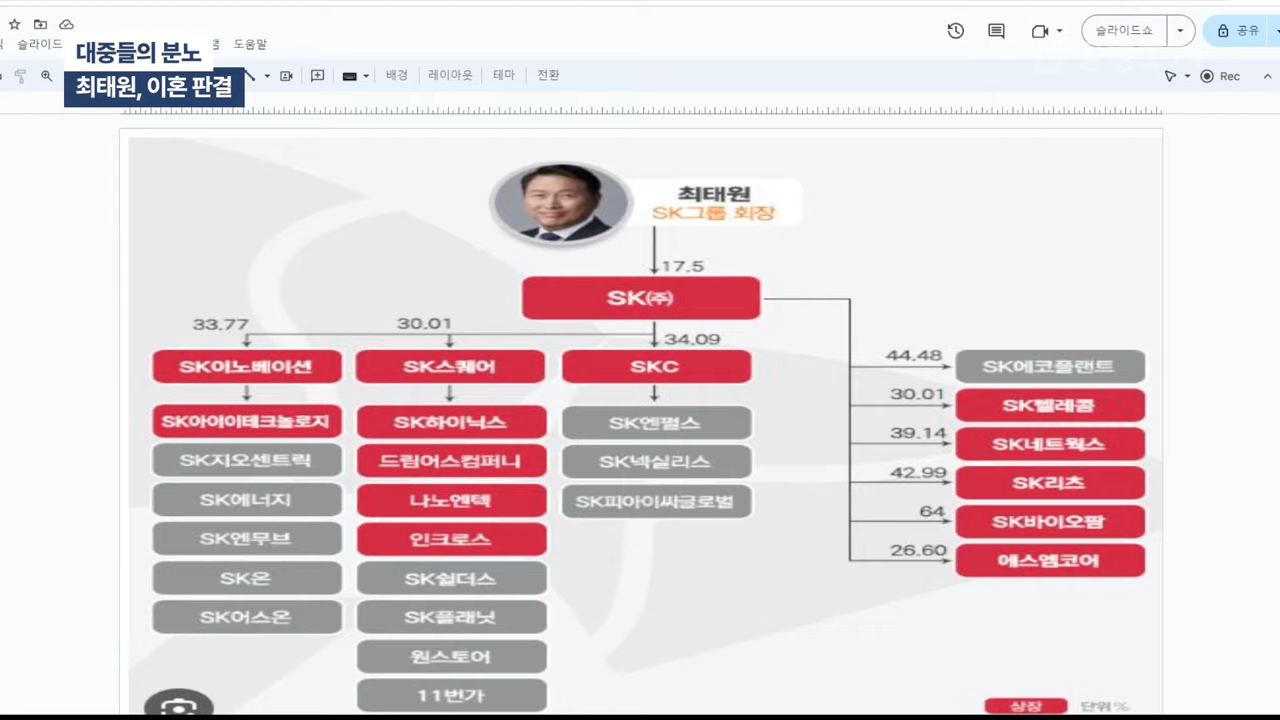 슬라이드
도움말
대중들의 분노
최태원, 이혼 판결
슬라이드쇼
공유
배경
레이아웃
테마
전환
Rec
최태원
SK그룹 회장
17.5
SK㈜
33.77
30.01
34.09
SK이노베이션
SK스퀘어
SKC
SK아이이테크놀로지
SK지오센트릭
SK에너지
SK엔무브
SK온
SK어스온
SK하이닉스
드림어스컴퍼니
나노엔텍
인크로스
SK쉴더스
SK플래닛
원스토어
11번가
SK엔펄스
SK넥실리스
SK피아이씨글로벌
44.48
SK에코플랜트
30.01
SK텔레콤
39.14
SK네트웍스
42.99
SK리츠
64
SK바이오팜
26.60
에스엠코어
상장
단위 %